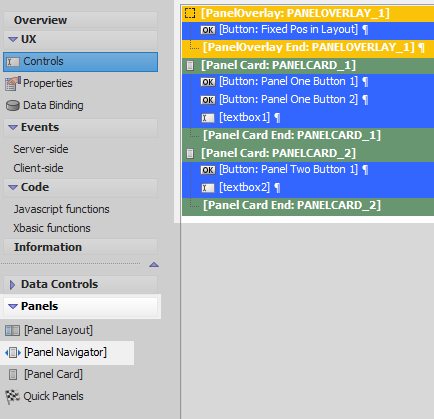 Overview
UX
Controls
Properties
Data Binding
Events
Server-side
Client-side
Code
Javascript functions
Xbasic functions
Information
Data Controls
Panels
[Panel Layout]
[Panel Navigator]
[Panel Card]
Quick Panels
[PanelOverlay: PANELOVERLAY_1]
OK [Button: Fixed Pos in Layout] ¶
[PanelOverlay End: PANELOVERLAY_1] ¶
[Panel Card: PANELCARD_1]
OK [Button: Panel One Button 1] ¶
OK [Button: Panel One Button 2] ¶
[textbox1] ¶
[Panel Card End: PANELCARD_1]
[Panel Card: PANELCARD_2]
OK [Button: Panel Two Button 1] ¶
[textbox2] ¶
[Panel Card End: PANELCARD_2]